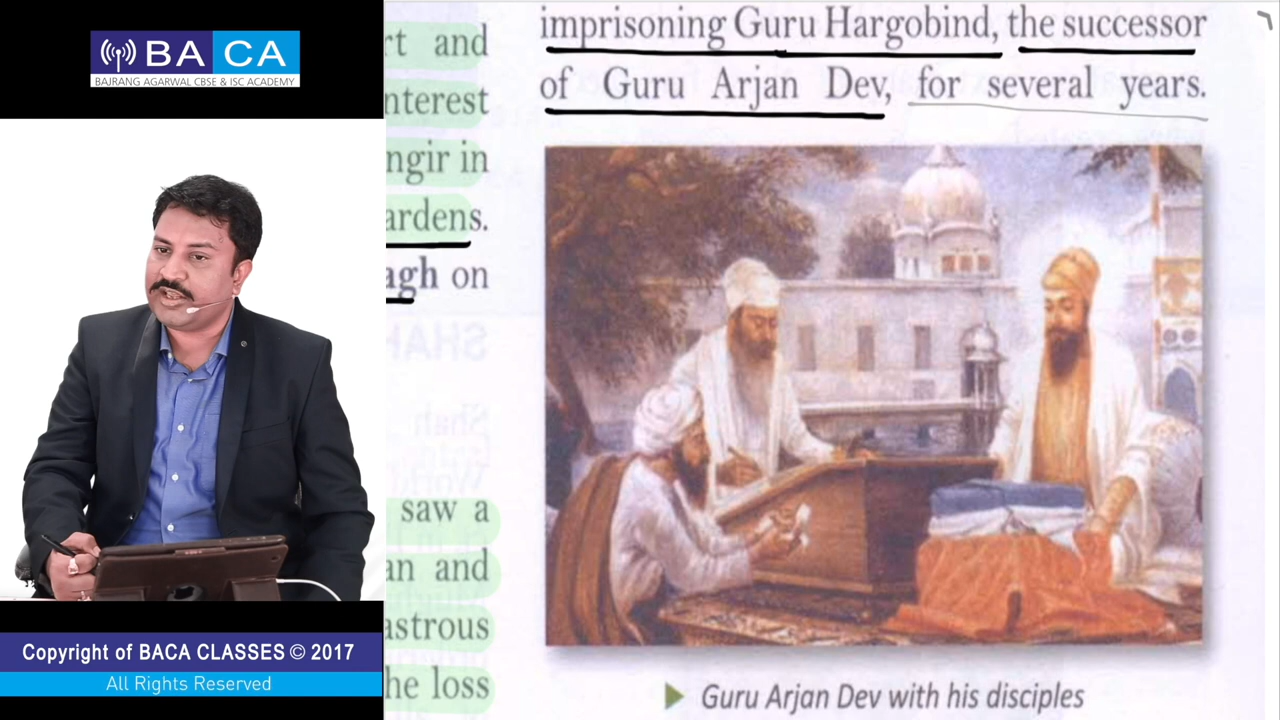 BACA
BAJRANG AGARWAL CBSE & ISC ACADEMY
rt and
nterest
ngir in
ardens.
agh on
saw a
an and
astrous
he loss
imprisoning Guru Hargobind, the successor
of Guru Arjan Dev, for several years.
Guru Arjan Dev with his disciples
Copyright of BACA CLASSES © 2017
All Rights Reserved